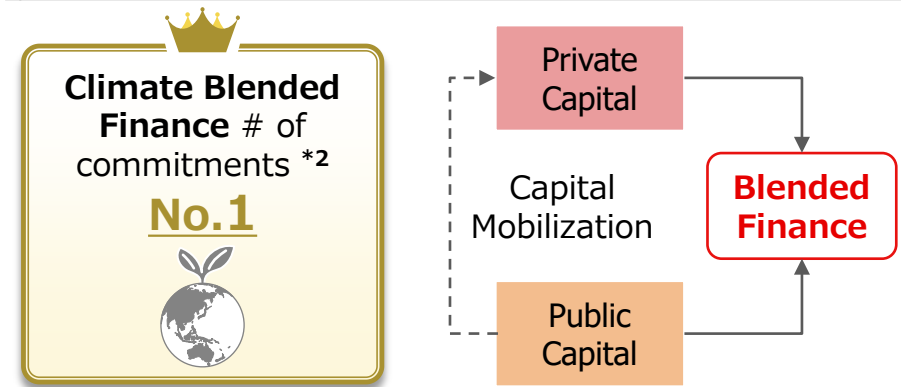 Climate Blended
Finance # of
commitments *2
No.1
Private
Capital
Capital
Mobilization
Blended
Finance
Public
Capital